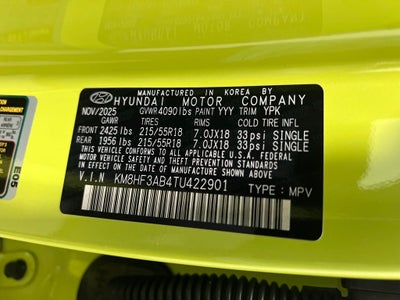 MANUFACTURED IN KOREA BY
HYUNDAI MOTOR COMPANY
NOV/2025 GVWR 4090lbs PAINT YYY TRIM YPK
GAWR TIRES RIMS COLD TIRE INFL
FRONT 2425 lbs 215/55R18 7.0JX18 33psi SINGLE
REAR 1956 lbs 215/55R18 7.0JX18 33psi SINGLE
THIS VEHICLE CONFORMS TO ALL APPLICABLE U.S. FEDERAL
MOTOR VEHICLE SAFETY, BUMPER, AND THEFT PREVENTION
STANDARDS IN EFFECT ON THE DATE OF MANUFACTURE
SHOWN ABOVE.
V.I.N KM8HF3AB4TU422901 TYPE: MPV
E05